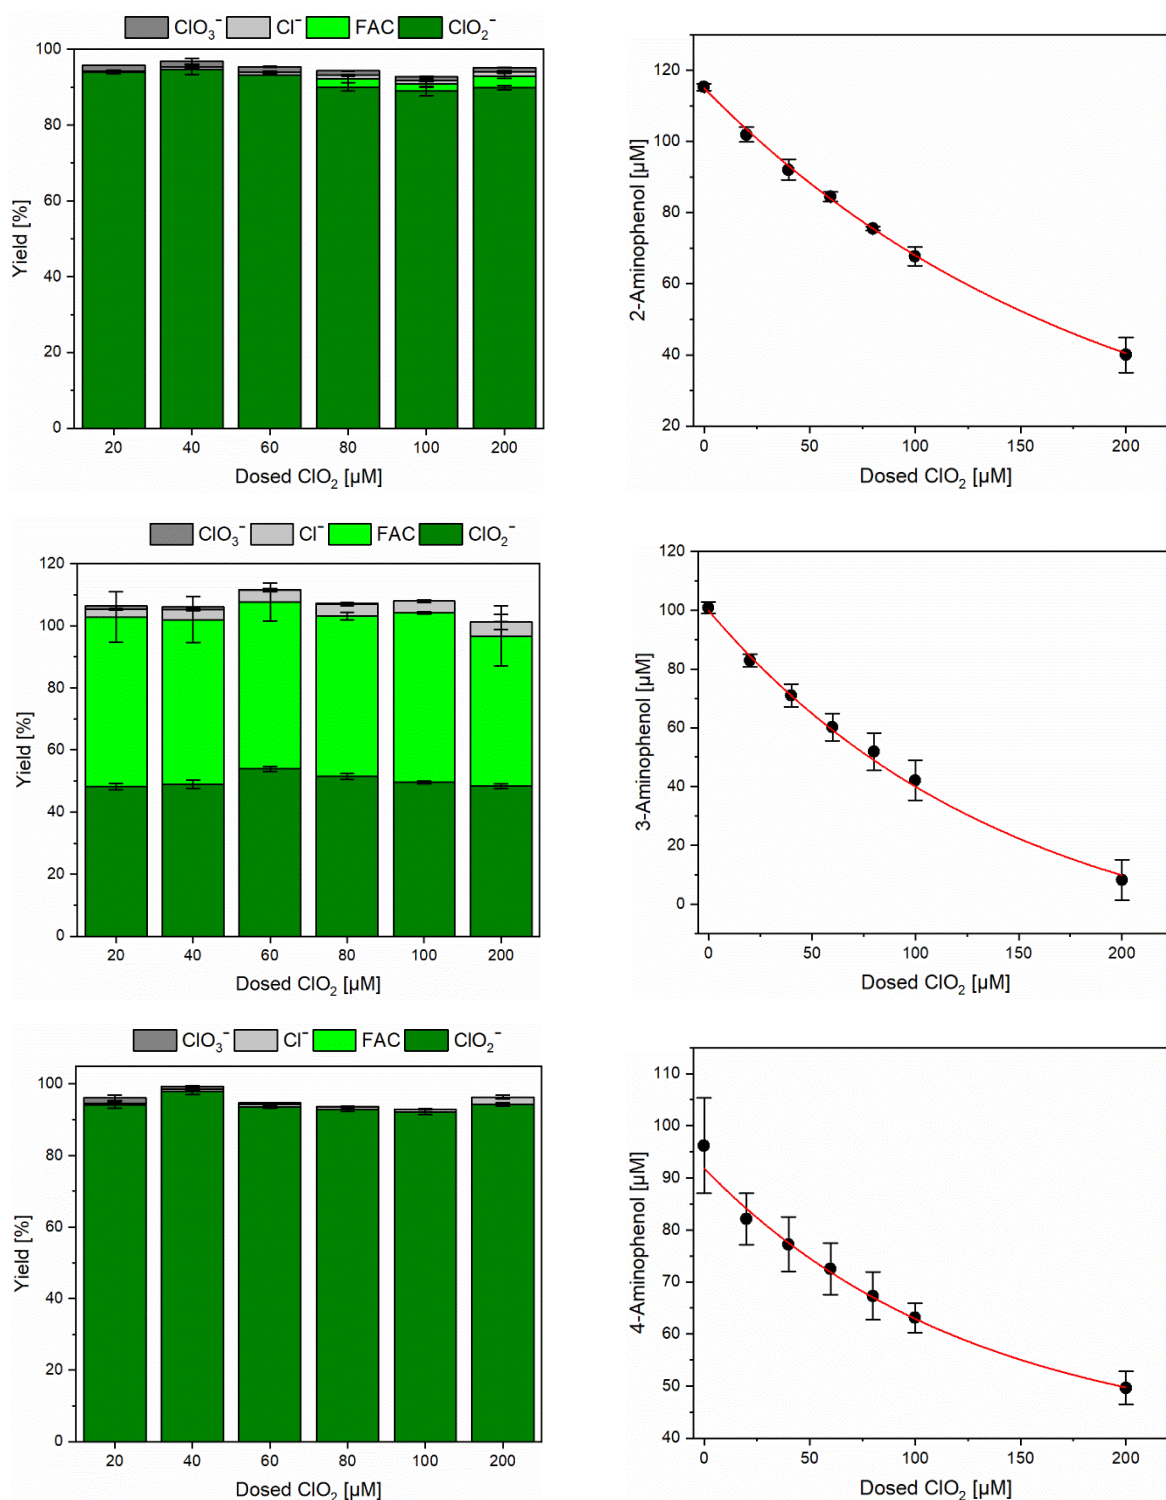 ClO₃⁻ Cl⁻ FAC ClO₂⁻
100
80
60
40
20
0
Yield [%]
20 40 60 80 100 200
Dosed ClO₂ [µM]
120
100
80
60
40
20
2-Aminophenol [µM]
0 50 100 150 200
Dosed ClO₂ [µM]
ClO₃⁻ Cl⁻ FAC ClO₂⁻
120
100
80
60
40
20
0
Yield [%]
20 40 60 80 100 200
Dosed ClO₂ [µM]
120
100
80
60
40
20
0
3-Aminophenol [µM]
0 50 100 150 200
Dosed ClO₂ [µM]
ClO₃⁻ Cl⁻ FAC ClO₂⁻
100
80
60
40
20
0
Yield [%]
20 40 60 80 100 200
Dosed ClO₂ [µM]
110
100
90
80
70
60
50
40
4-Aminophenol [µM]
0 50 100 150 200
Dosed ClO₂ [µM]